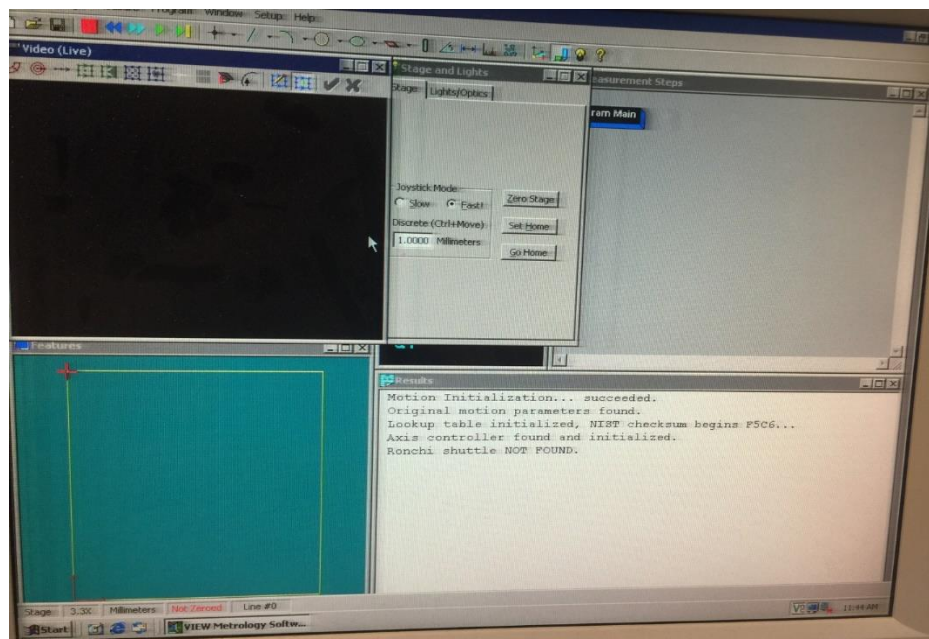 Program Window Setup Help
Video (Live)
Stage and Lights
Measurement Steps
Stage Lights/Optics
ram Main
Joystick Mode
Slow Fast!
Zero Stage
Discrete (Ctrl+Move)
Set Home
1.0000 Millimeters
Go Home
Features
Results
Motion Initialization... succeeded.
Original motion parameters found.
Lookup table initialized, NIST checksum begins F5C6...
Axis controller found and initialized.
Ronchi shuttle NOT FOUND.
Stage 3.3X Millimeters Not Zeroed Line #0
Start VIEW Metrology Softw... 11:44 AM